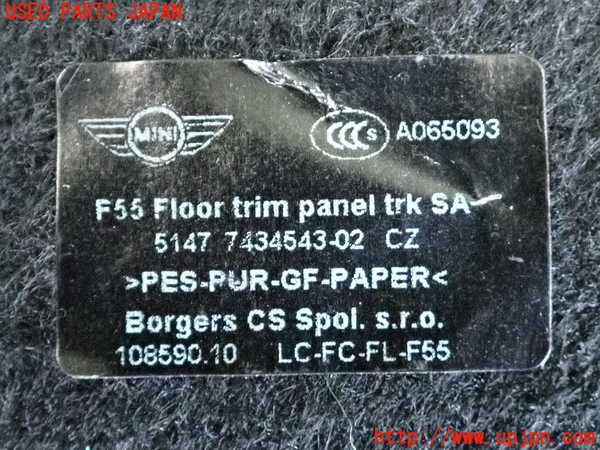 USED PARTS JAPAN
MINI
CCC S A065093
F55 Floor trim panel trk SA
5147 7434543-02 CZ
>PES-PUR-GF-PAPER<
Borgers CS Spol. s.r.o.
108590.10 LC-FC-FL-F55
http://www.upjpn.com